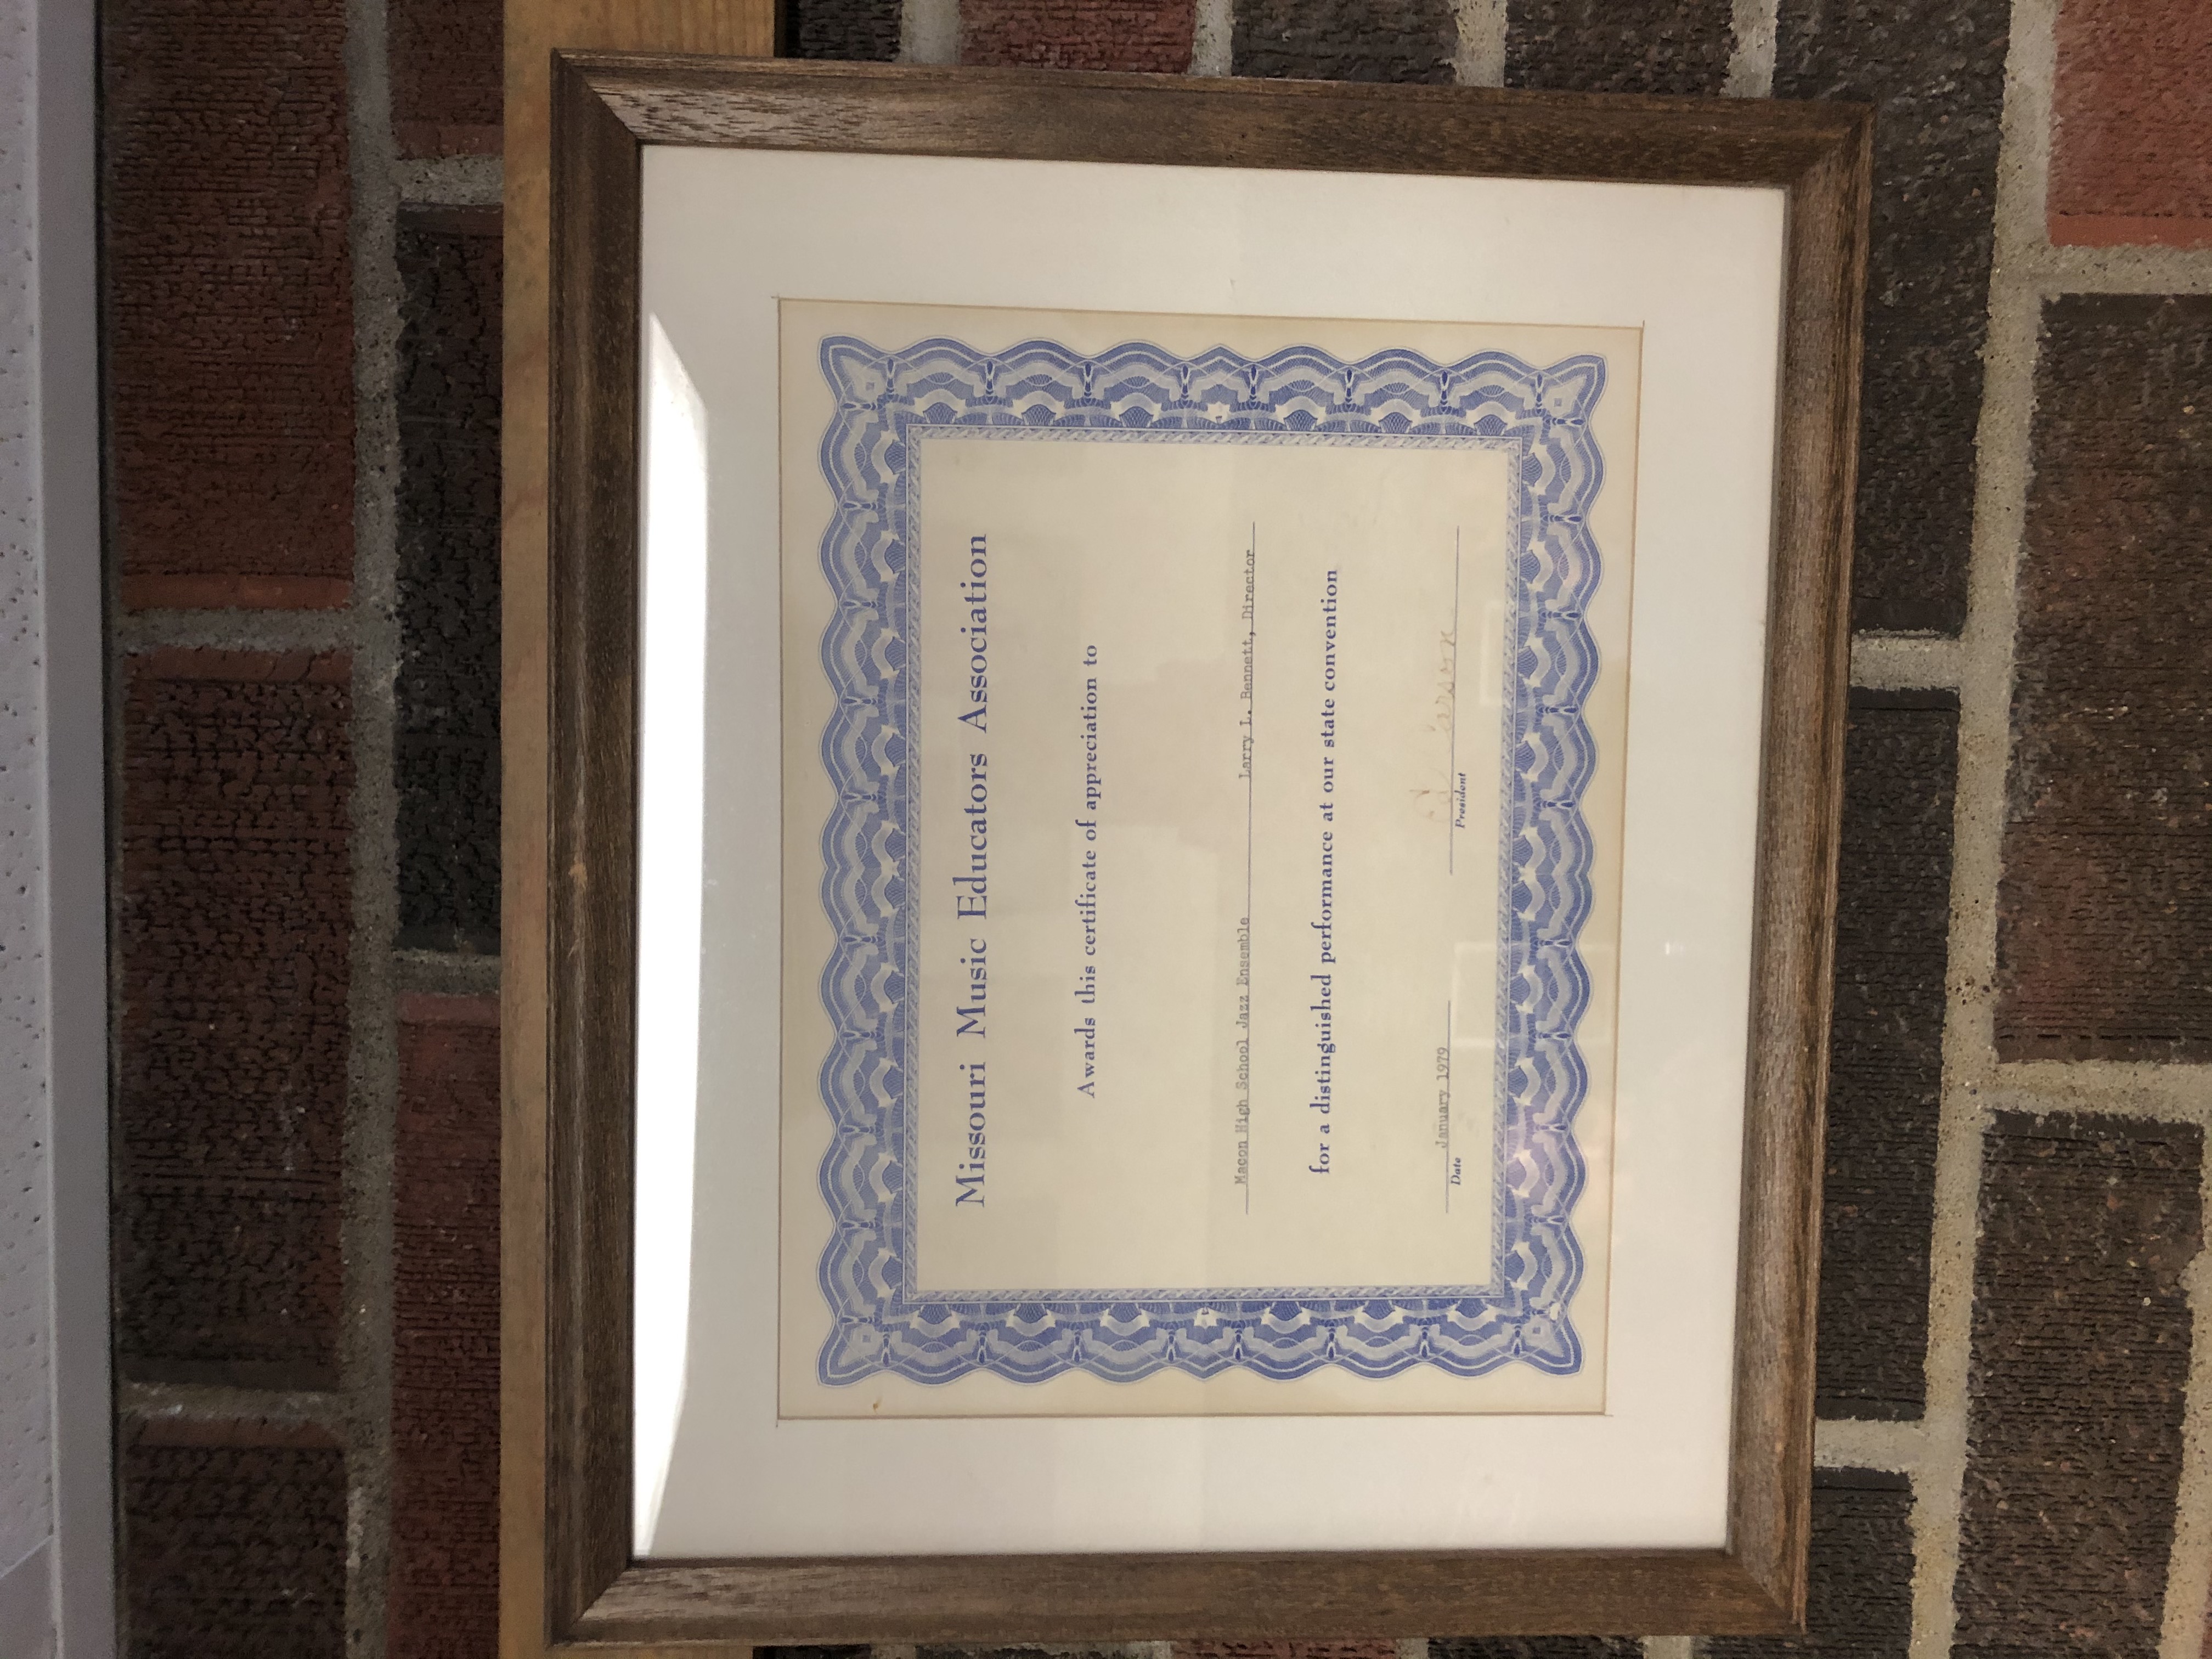 Missouri Music Educators Association
Awards this certificate of appreciation to
Macon High School Jazz Ensemble Larry L. Bennett, Director
for a distinguished performance at our state convention
January 1979 Ed
Date President